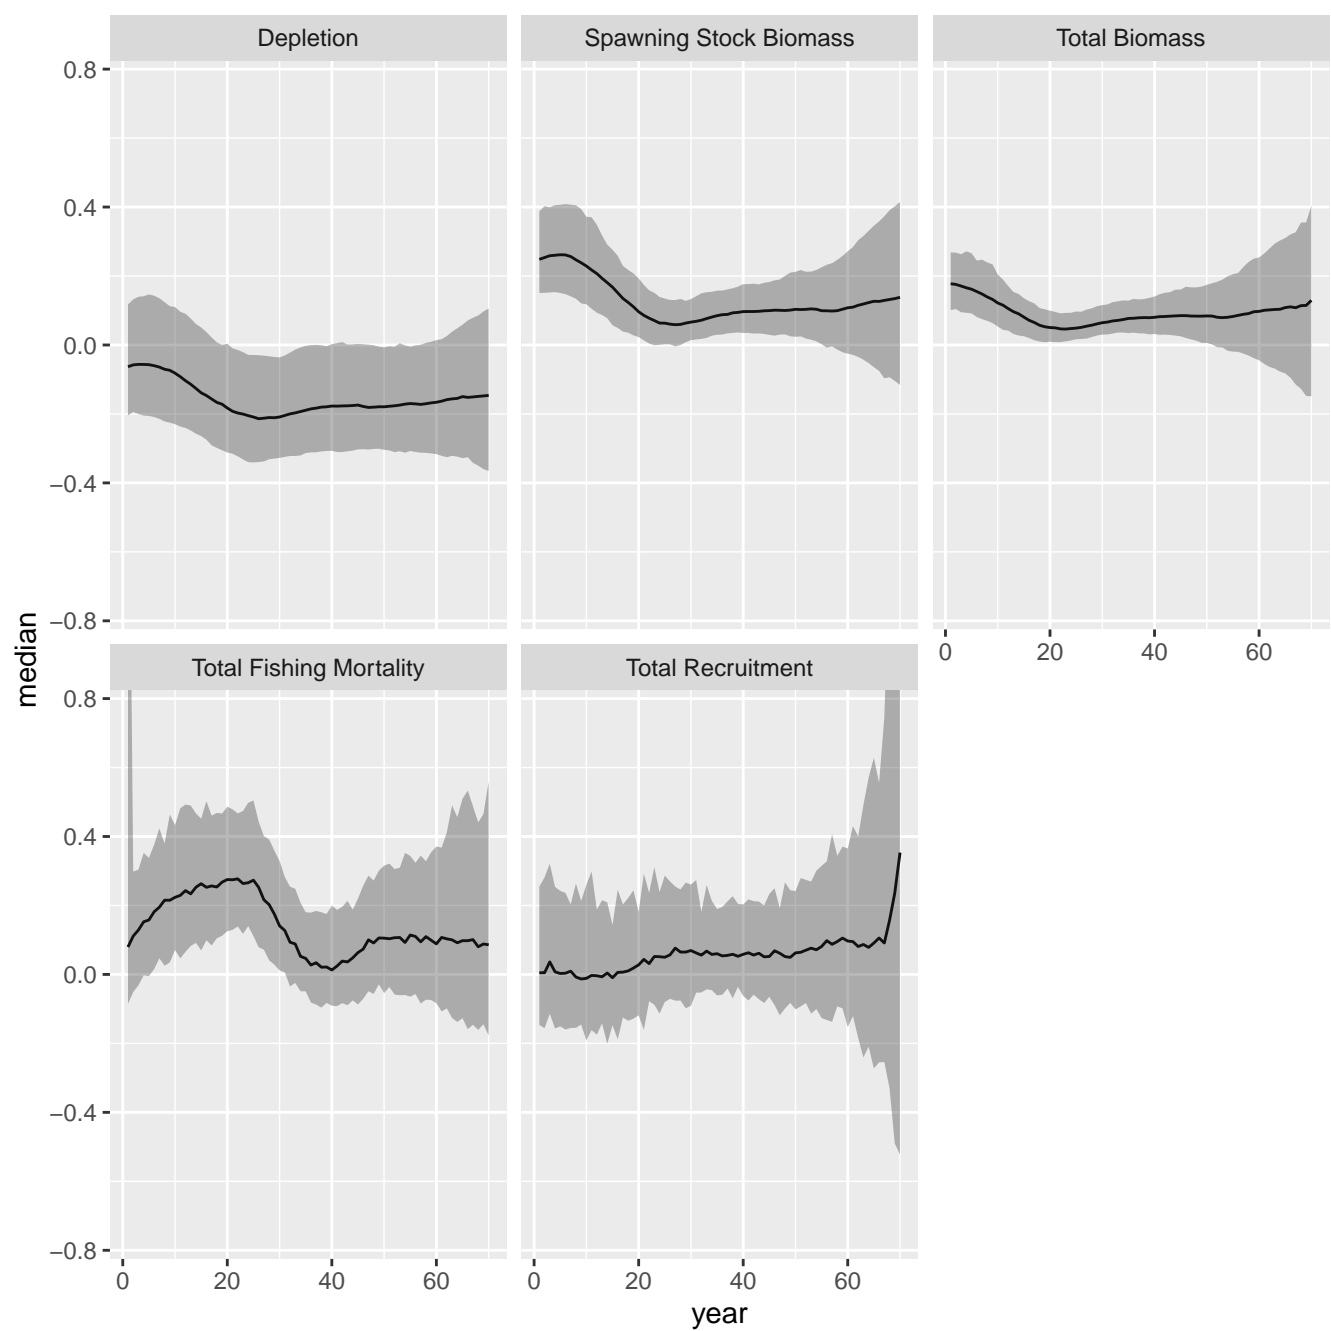 Depletion
Spawning Stock Biomass
Total Biomass
0.8
0.4
0.0
−0.4
−0.8
0 20 40 60
median
Total Fishing Mortality
Total Recruitment
0.8
0.4
0.0
−0.4
−0.8
0 20 40 60
0 20 40 60
year